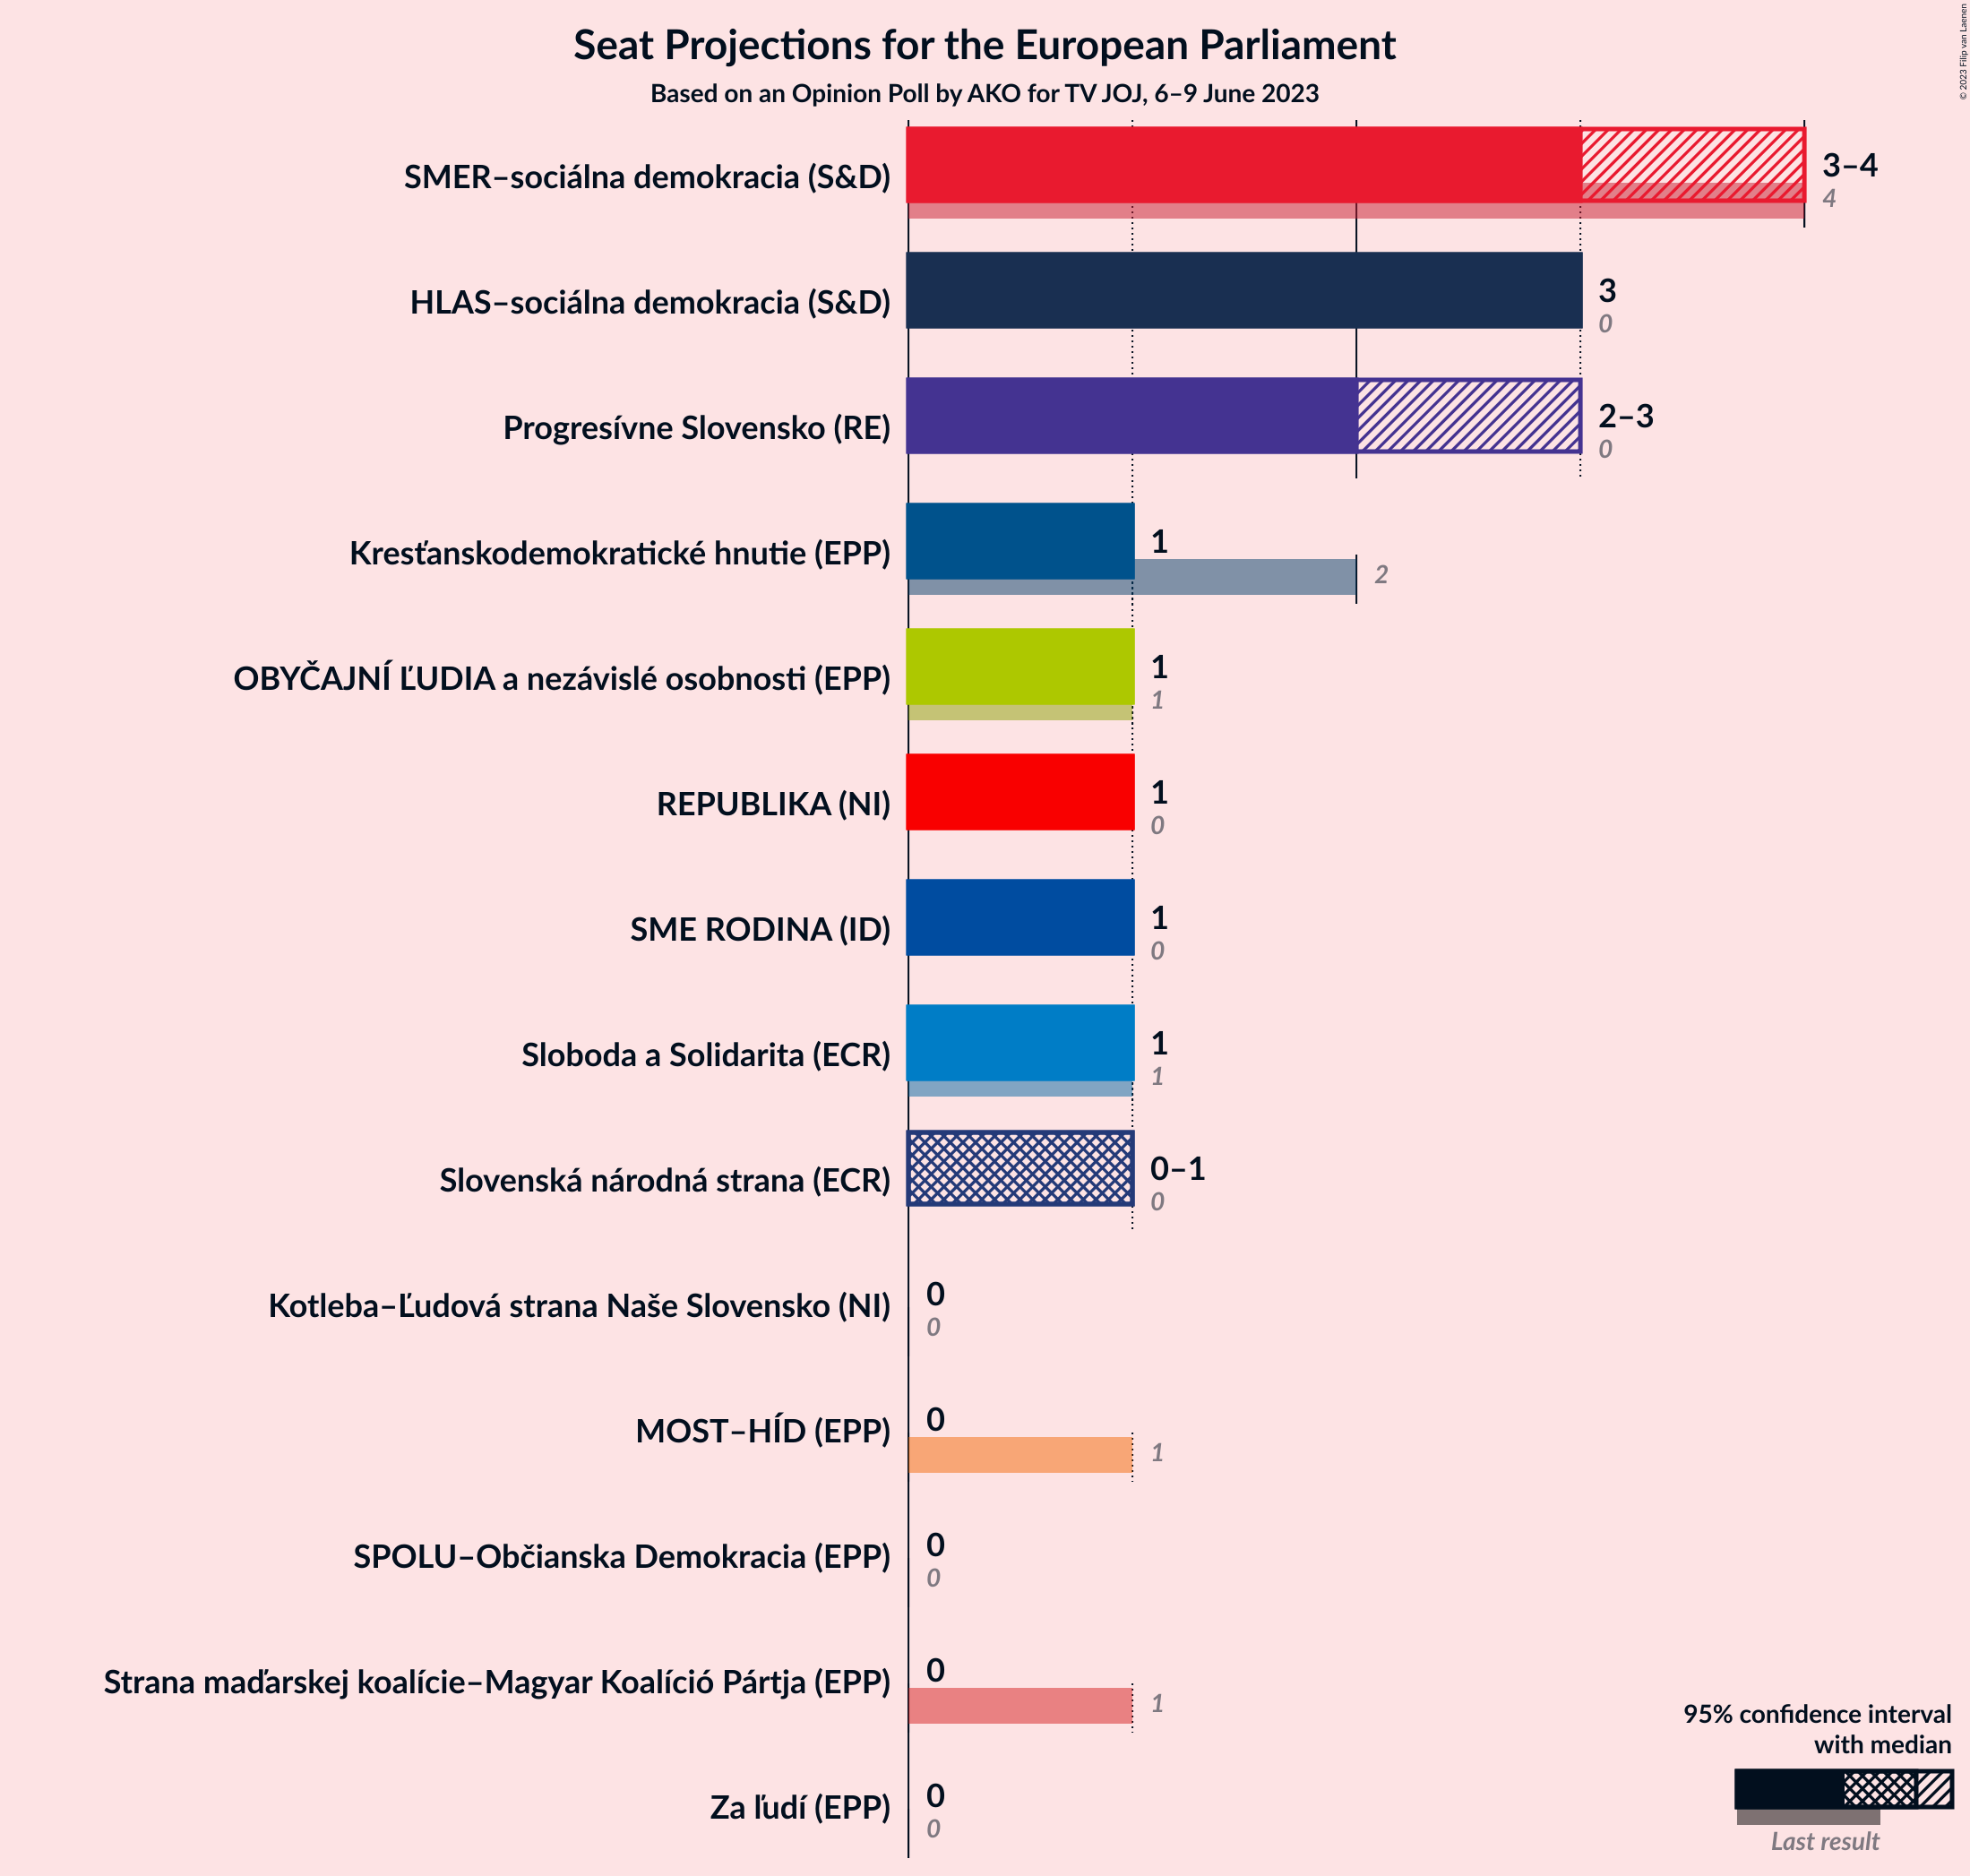 Seat Projections for the European Parliament
Based on an Opinion Poll by AKO for TV JOJ, 6–9 June 2023
© 2023 Filip van Laenen
SMER–sociálna demokracia (S&D)
3–4
4
HLAS–sociálna demokracia (S&D)
3
0
Progresívne Slovensko (RE)
2–3
0
Kresťanskodemokratické hnutie (EPP)
1
2
OBYČAJNÍ ĽUDIA a nezávislé osobnosti (EPP)
1
1
REPUBLIKA (NI)
1
0
SME RODINA (ID)
1
0
Sloboda a Solidarita (ECR)
1
1
Slovenská národná strana (ECR)
0–1
0
Kotleba–Ľudová strana Naše Slovensko (NI)
0
0
MOST–HÍD (EPP)
0
1
SPOLU–Občianska Demokracia (EPP)
0
0
Strana maďarskej koalície–Magyar Koalíció Pártja (EPP)
0
1
Za ľudí (EPP)
0
0
95% confidence interval
with median
Last result